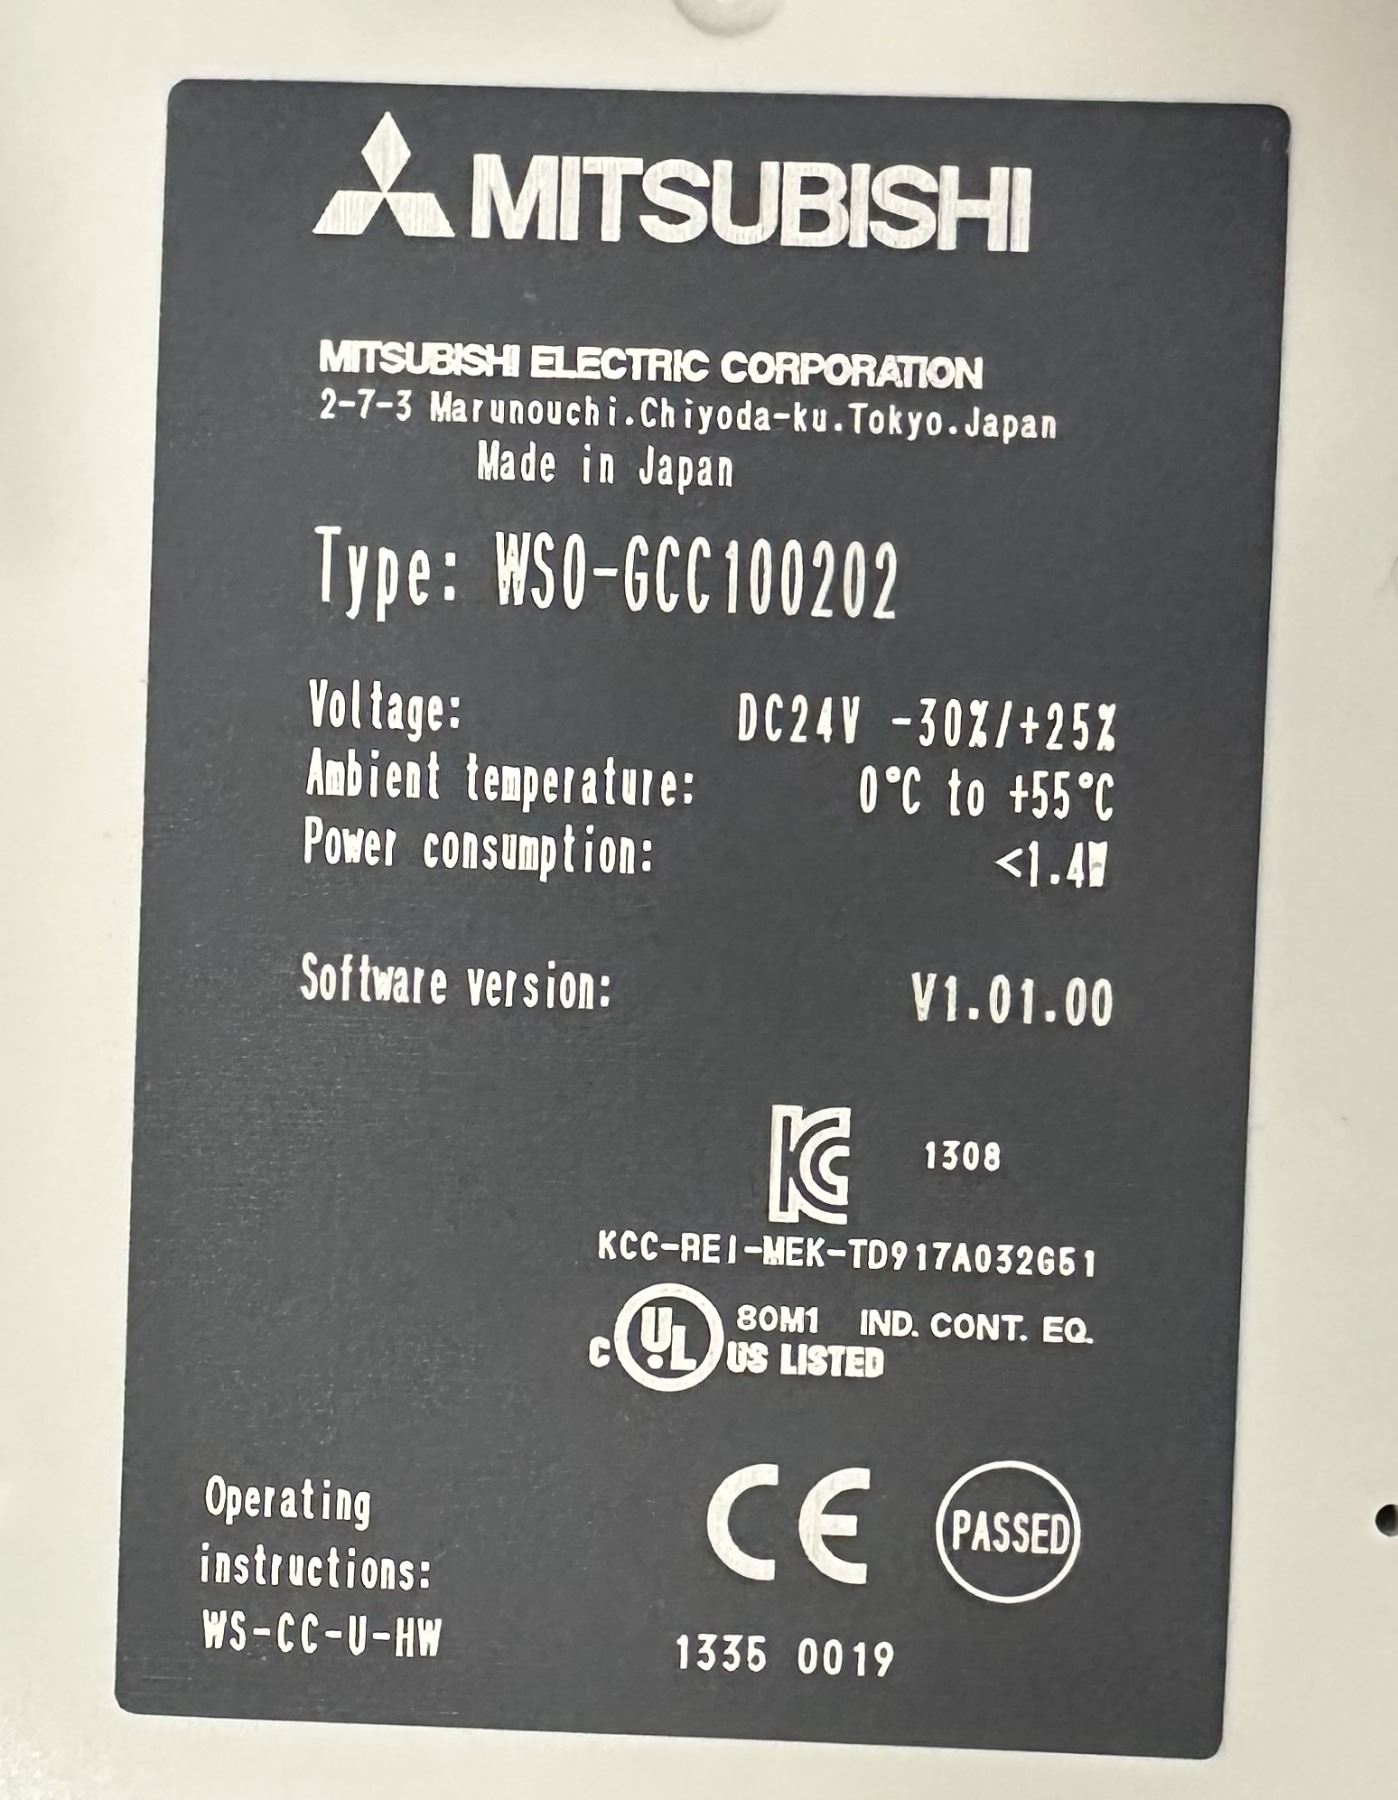 MITSUBISHI
MITSUBISHI ELECTRIC CORPORATION
2-7-3 Marunouchi.Chiyoda-ku.Tokyo.Japan
Made in Japan
Type: WS0-GCC100202
Voltage: DC24V -30%/+25%
Ambient temperature: 0°C to +55°C
Power consumption: <1.4W
Software version: V1.01.00
1308
KCC-REI-MEK-TD917A032G51
C UL US LISTED 80M1 IND. CONT. EQ.
CE PASSED
Operating
instructions:
WS-CC-U-HW
1335 0019